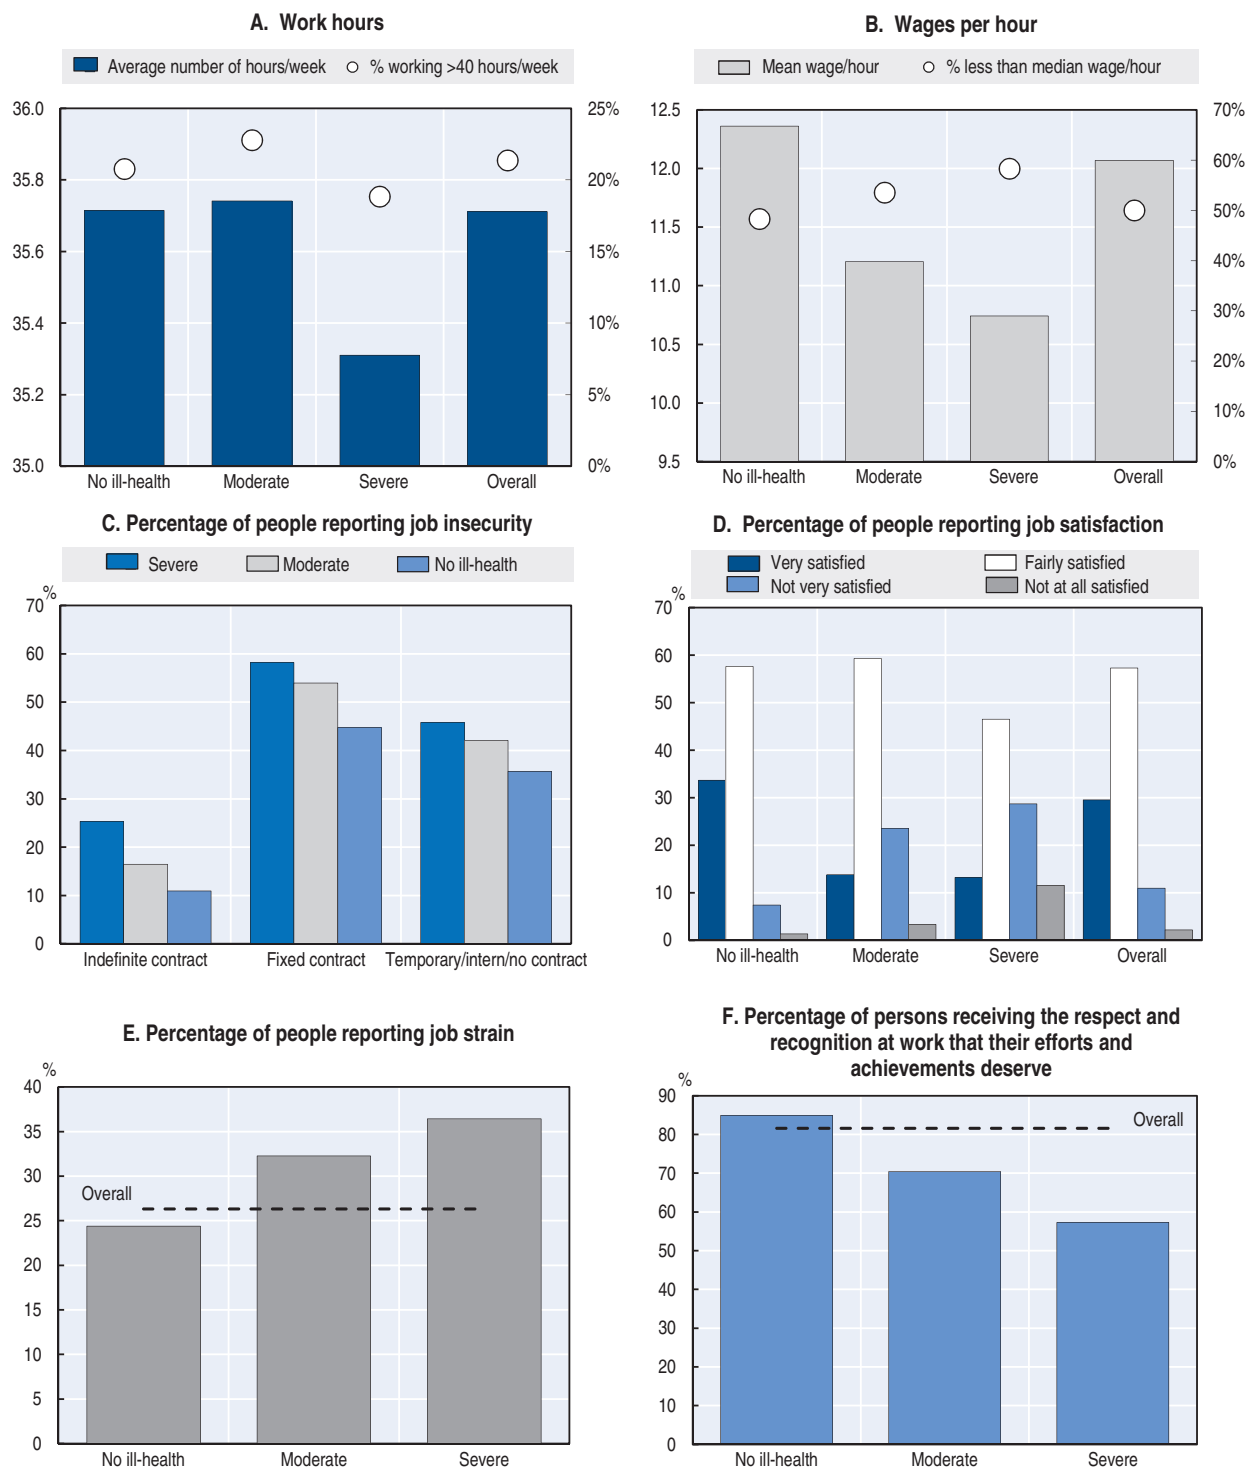 A. Work hours
Average number of hours/week
% working >40 hours/week
36.0
35.8
35.6
35.4
35.2
35.0
25%
20%
15%
10%
5%
0%
No ill-health
Moderate
Severe
Overall
B. Wages per hour
Mean wage/hour
% less than median wage/hour
12.5
12.0
11.5
11.0
10.5
10.0
9.5
70%
60%
50%
40%
30%
20%
10%
0%
No ill-health
Moderate
Severe
Overall
C. Percentage of people reporting job insecurity
Severe
Moderate
No ill-health
%
70
60
50
40
30
20
10
0
Indefinite contract
Fixed contract
Temporary/intern/no contract
D. Percentage of people reporting job satisfaction
Very satisfied
Fairly satisfied
Not very satisfied
Not at all satisfied
%
70
60
50
40
30
20
10
0
No ill-health
Moderate
Severe
Overall
E. Percentage of people reporting job strain
%
40
35
30
25
20
15
10
5
0
Overall
No ill-health
Moderate
Severe
F. Percentage of persons receiving the respect and
recognition at work that their efforts and
achievements deserve
%
90
80
70
60
50
40
30
20
10
0
Overall
No ill-health
Moderate
Severe